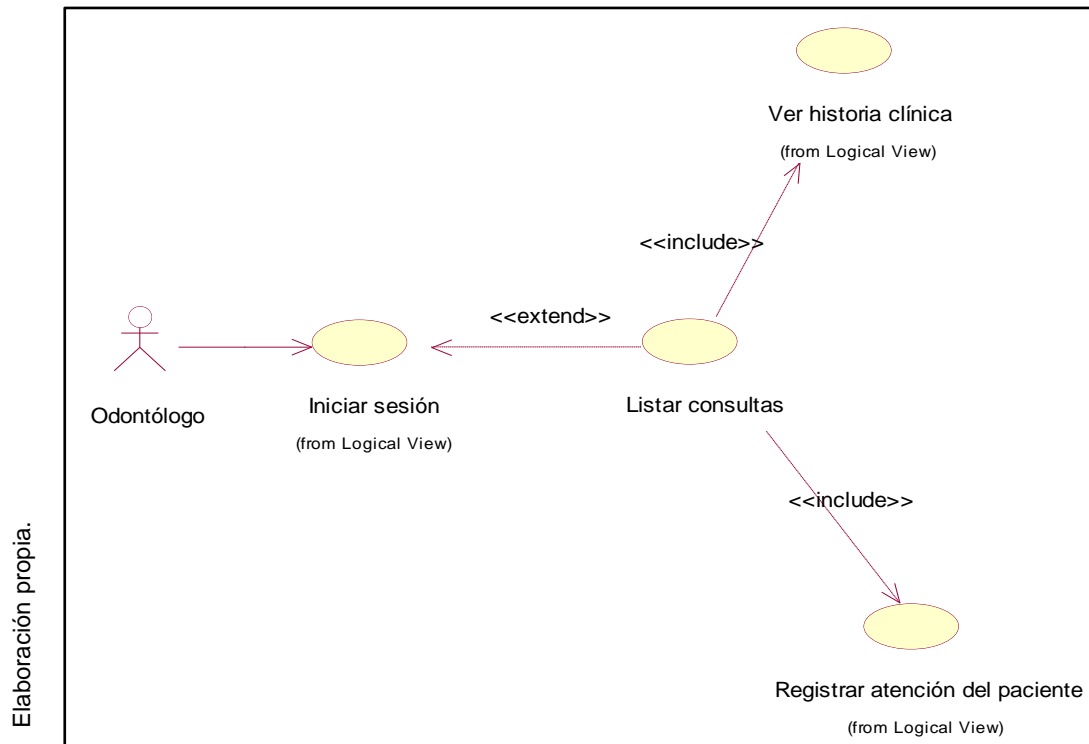 Ver historia clínica
(from Logical View)
<<include>>
<<extend>>
Odontólogo
Iniciar sesión
(from Logical View)
Listar consultas
<<include>>
Registrar atención del paciente
(from Logical View)
Elaboración propia.